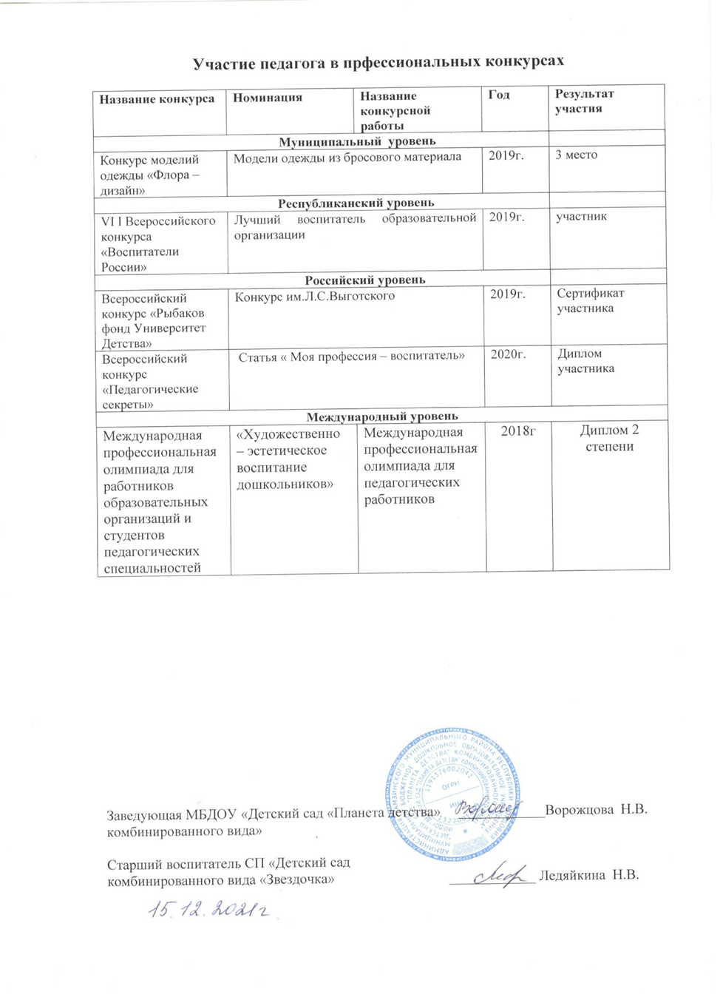 Участие педагога в прфессиональных конкурсах
Название конкурса Номинация Название Год Результат
конкурсной участия
работы
Муниципальный уровень
Конкурс моделий Модели одежды из бросового материала 2019г. 3 место
одежды «Флора –
дизайн»
Республиканский уровень
VI I Всероссийского Лучший воспитатель образовательной 2019г. участник
конкурса организации
«Воспитатели
России»
Российский уровень
Всероссийский Конкурс им.Л.С.Выготского 2019г. Сертификат
конкурс «Рыбаков участника
фонд Университет
Детства»
Всероссийский Статья « Моя профессия – воспитатель» 2020г. Диплом
конкурс участника
«Педагогические
секреты»
Международный уровень
Международная «Художественно Международная 2018г Диплом 2
профессиональная – эстетическое профессиональная степени
олимпиада для воспитание олимпиада для
работников дошкольников» педагогических
образовательных работников
организаций и
студентов
педагогических
специальностей
Заведующая МБДОУ «Детский сад «Планета детства» Ворожцова Н.В.
комбинированного вида»
Старший воспитатель СП «Детский сад
комбинированного вида «Звездочка» Ледяйкина Н.В.
15.12.2021г
ОГРН
1191326002042